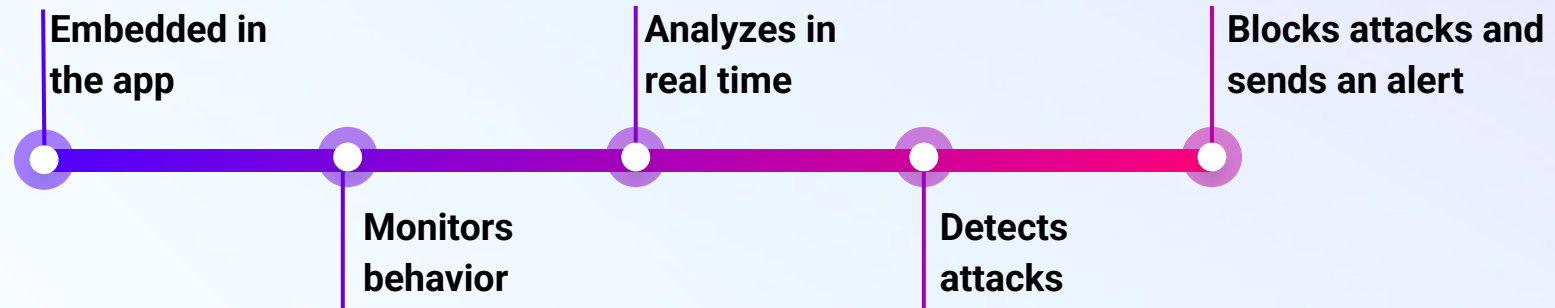 Embedded in
the app
Monitors
behavior
Analyzes in
real time
Detects
attacks
Blocks attacks and
sends an alert